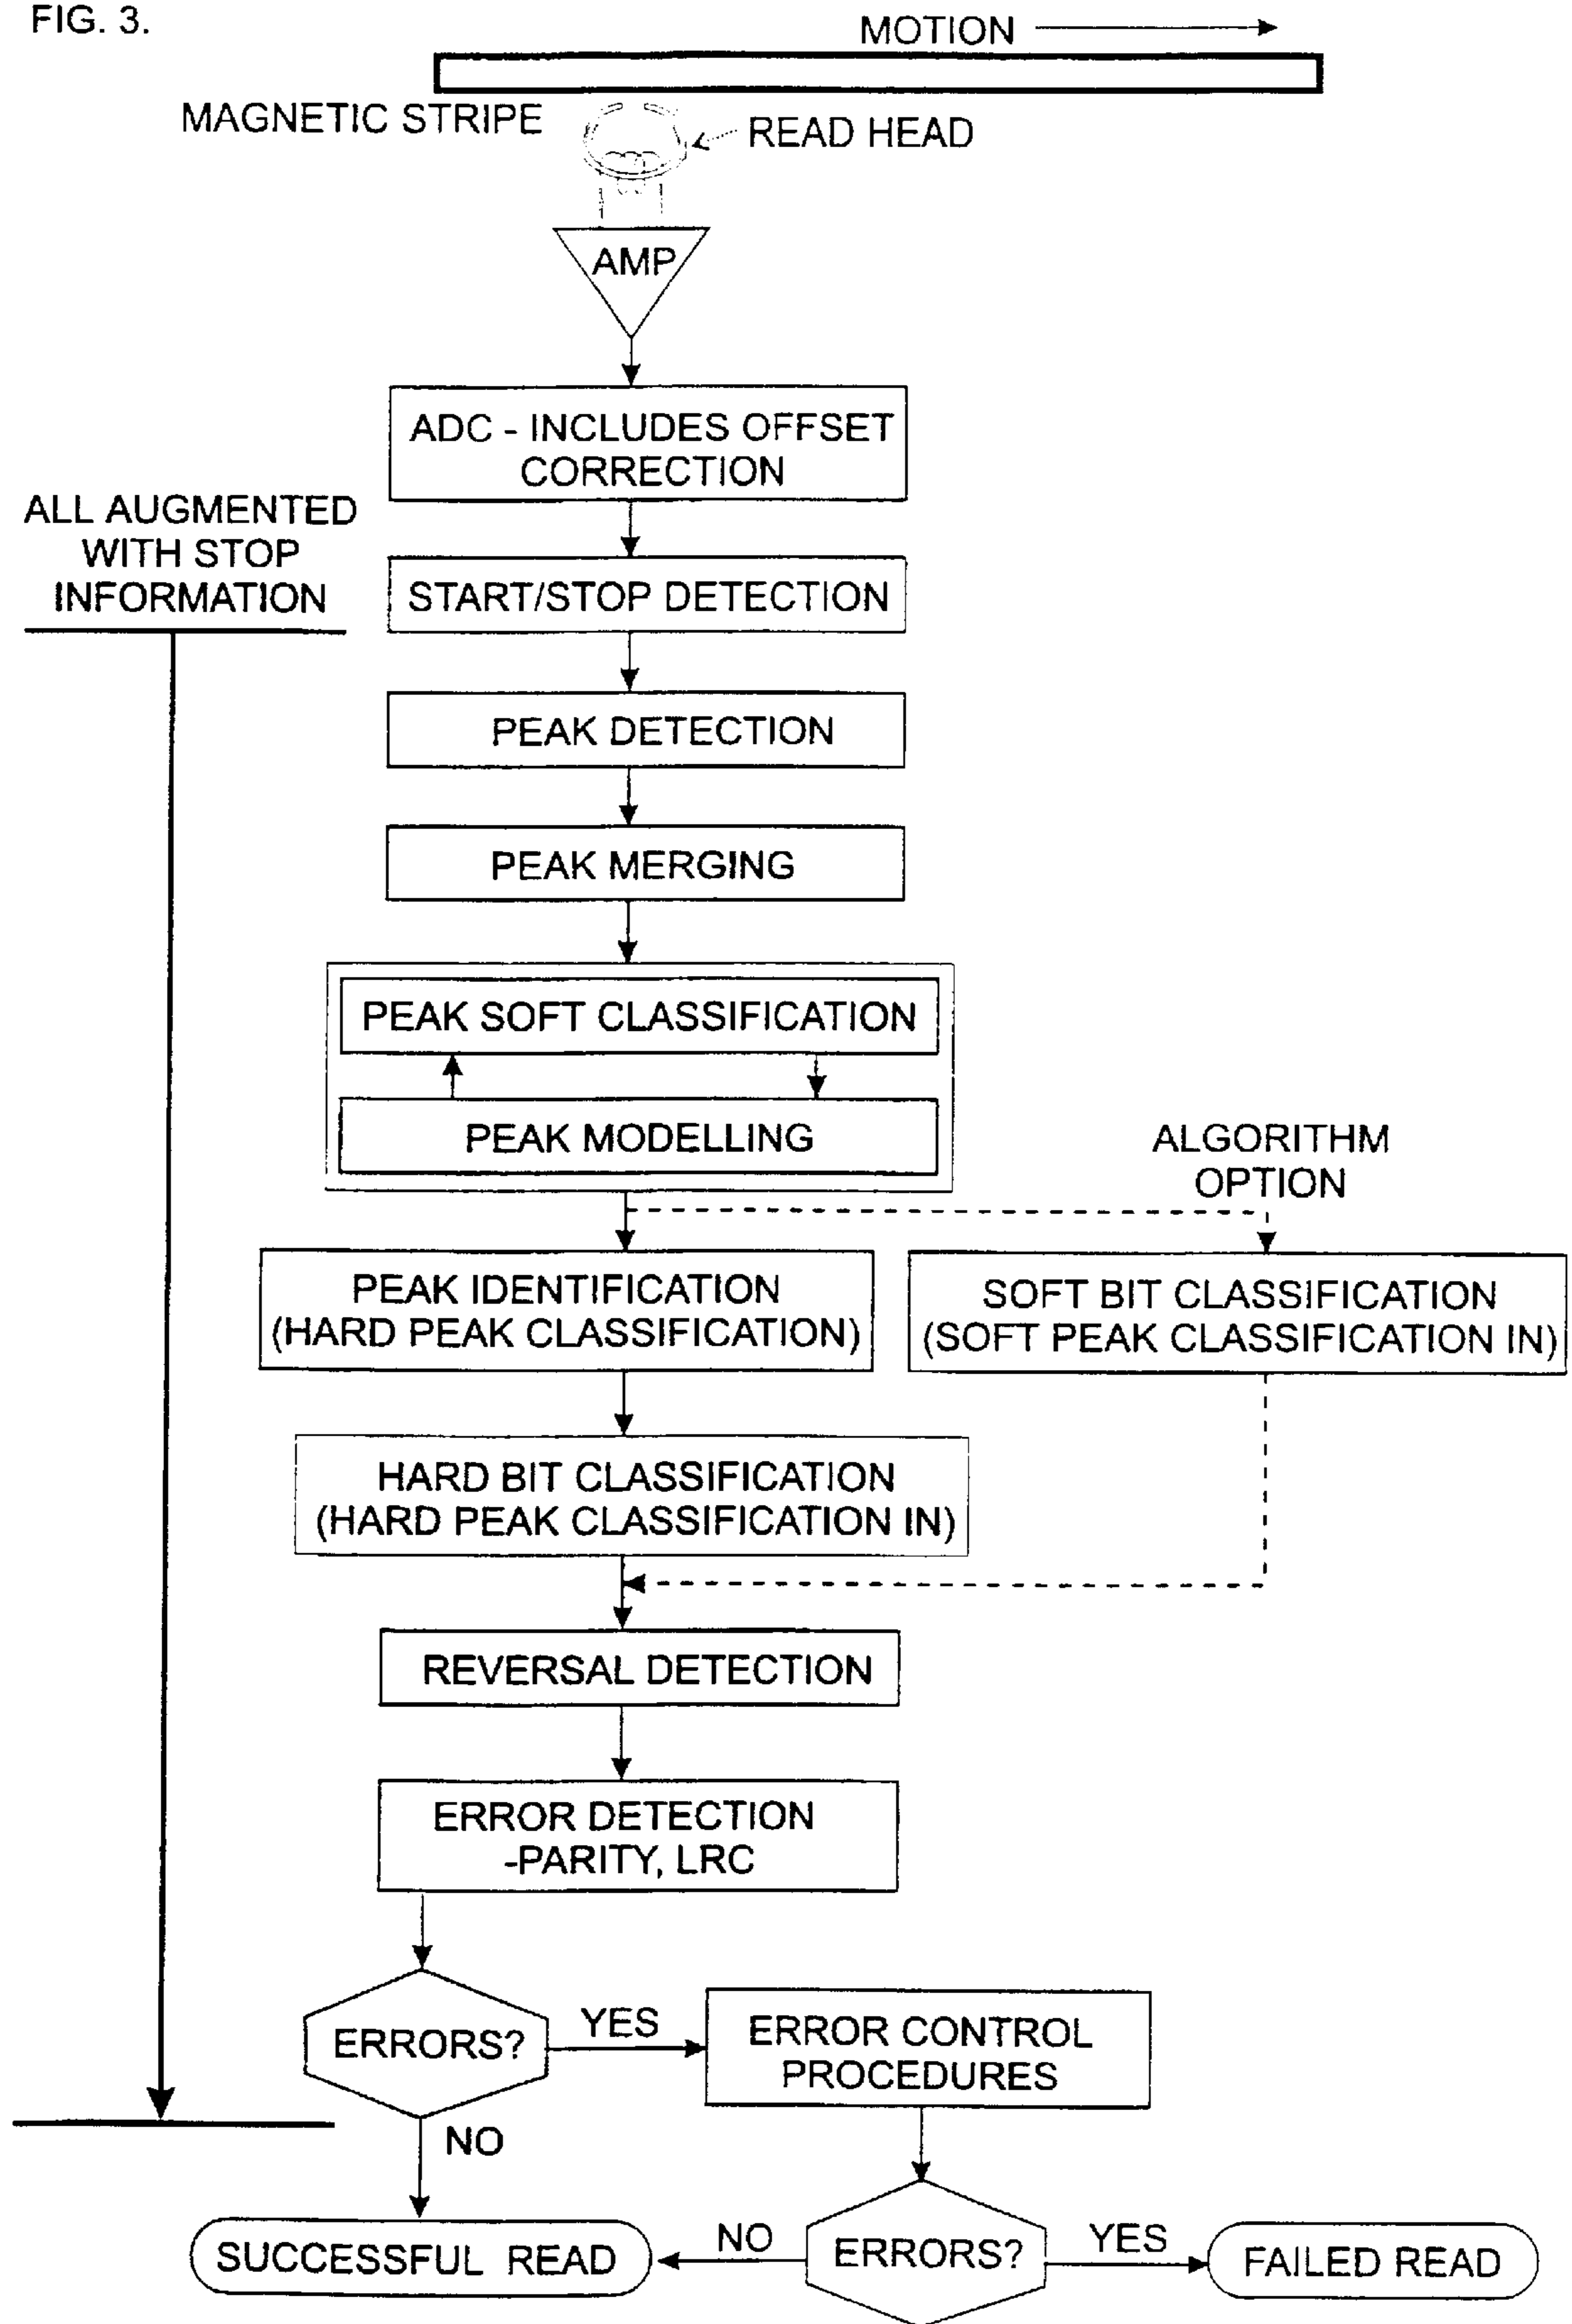 FIG. 3.
MOTION
MAGNETIC STRIPE
READ HEAD
AMP
ADC - INCLUDES OFFSET
CORRECTION
ALL AUGMENTED
WITH STOP
INFORMATION
START/STOP DETECTION
PEAK DETECTION
PEAK MERGING
PEAK SOFT CLASSIFICATION
PEAK MODELLING
ALGORITHM
OPTION
PEAK IDENTIFICATION
(HARD PEAK CLASSIFICATION)
SOFT BIT CLASSIFICATION
(SOFT PEAK CLASSIFICATION IN)
HARD BIT CLASSIFICATION
(HARD PEAK CLASSIFICATION IN)
REVERSAL DETECTION
ERROR DETECTION
-PARITY, LRC
ERRORS?
YES
ERROR CONTROL
PROCEDURES
NO
SUCCESSFUL READ
NO
ERRORS?
YES
FAILED READ